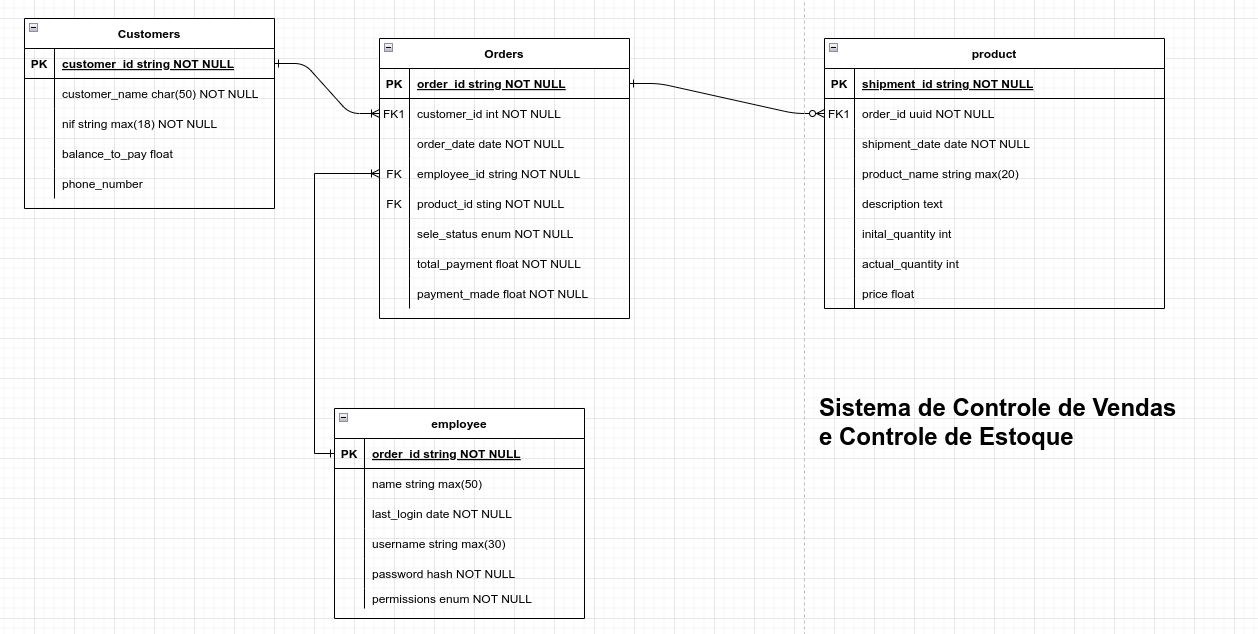 Customers
PK customer_id string NOT NULL
customer_name char(50) NOT NULL
nif string max(18) NOT NULL
balance_to_pay float
phone_number
Orders
PK order_id string NOT NULL
FK1 customer_id int NOT NULL
order_date date NOT NULL
FK employee_id string NOT NULL
FK product_id sting NOT NULL
sele_status enum NOT NULL
total_payment float NOT NULL
payment_made float NOT NULL
product
PK shipment_id string NOT NULL
FK1 order_id uuid NOT NULL
shipment_date date NOT NULL
product_name string max(20)
description text
inital_quantity int
actual_quantity int
price float
employee
PK order_id string NOT NULL
name string max(50)
last_login date NOT NULL
username string max(30)
password hash NOT NULL
permissions enum NOT NULL
Sistema de Controle de Vendas
e Controle de Estoque